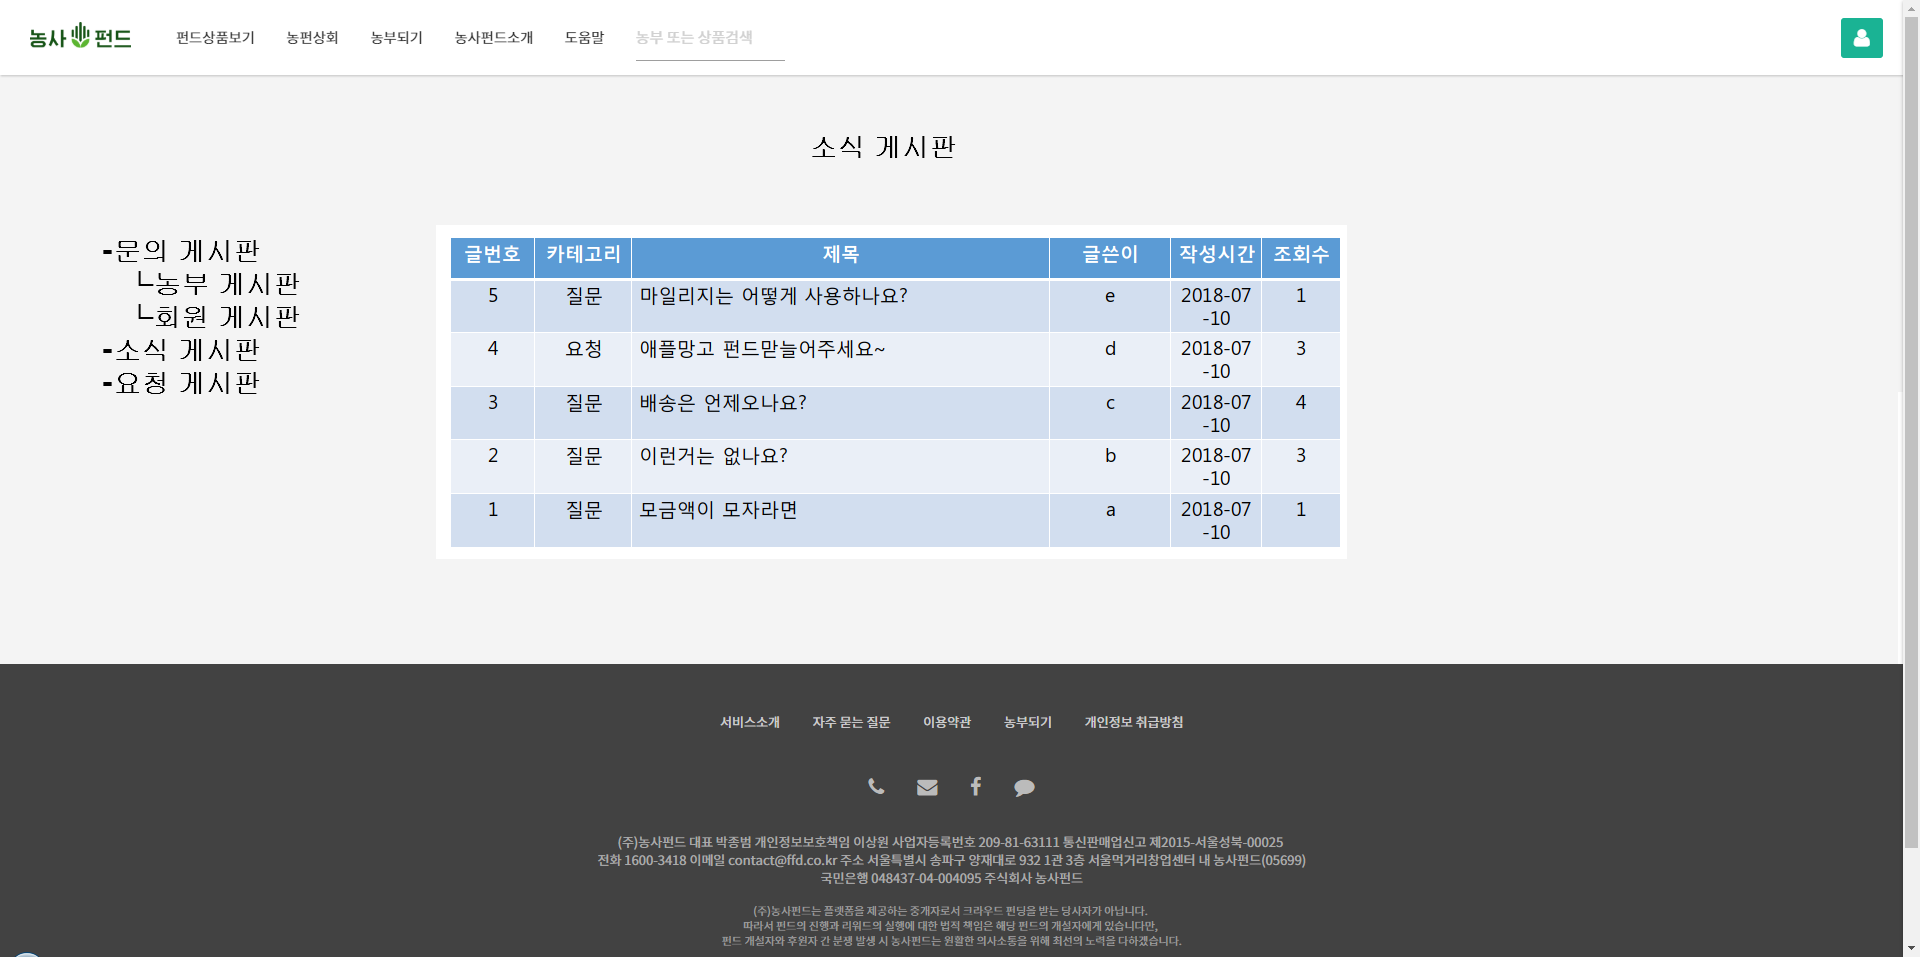 농사펀드 펀드상품보기 농펀상회 농부되기 농사펀드소개 도움말 농부 또는 상품검색
소식 게시판
-문의 게시판
└농부 게시판
└회원 게시판
-소식 게시판
-요청 게시판
글번호 카테고리 제목 글쓴이 작성시간 조회수
5 질문 마일리지는 어떻게 사용하나요? e 2018-07 1
-10
4 요청 애플망고 펀드맏늘어주세요~ d 2018-07 3
-10
3 질문 배송은 언제오나요? c 2018-07 4
-10
2 질문 이런거는 없나요? b 2018-07 3
-10
1 질문 모금액이 모자라면 a 2018-07 1
-10
서비스소개 자주 묻는 질문 이용약관 농부되기 개인정보 취급방침
(주)농사펀드 대표 박종범 개인정보보호책임 이상원 사업자등록번호 209-81-63111 통신판매업신고 제2015-서울성북-00025
전화 1600-3418 이메일 contact@ffd.co.kr 주소 서울특별시 송파구 양재대로 932 1관 3층 서울먹거리창업센터 내 농사펀드(05699)
국민은행 048437-04-004095 주식회사 농사펀드
(주)농사펀드는 플랫폼을 제공하는 중개자로서 크라우드 펀딩을 받는 당사자가 아닙니다.
따라서 펀드의 진행과 리워드의 실행에 대한 법적 책임은 해당 펀드의 개설자에게 있습니다만,
펀드 개설자와 후원자 간 분쟁 발생 시 농사펀드는 원활한 의사소통을 위해 최선의 노력을 다하겠습니다.